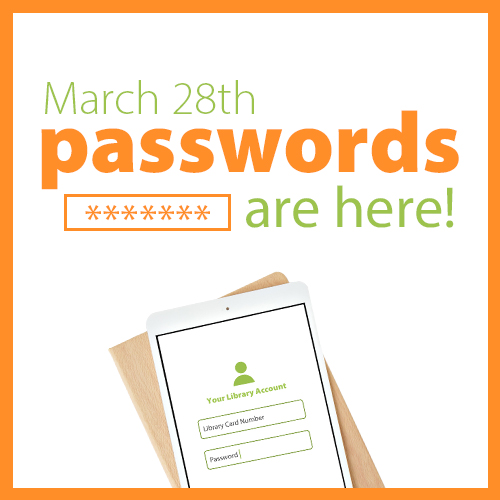 March 28th
passwords
******* are here!
Your Library Account
Library Card Number
Password